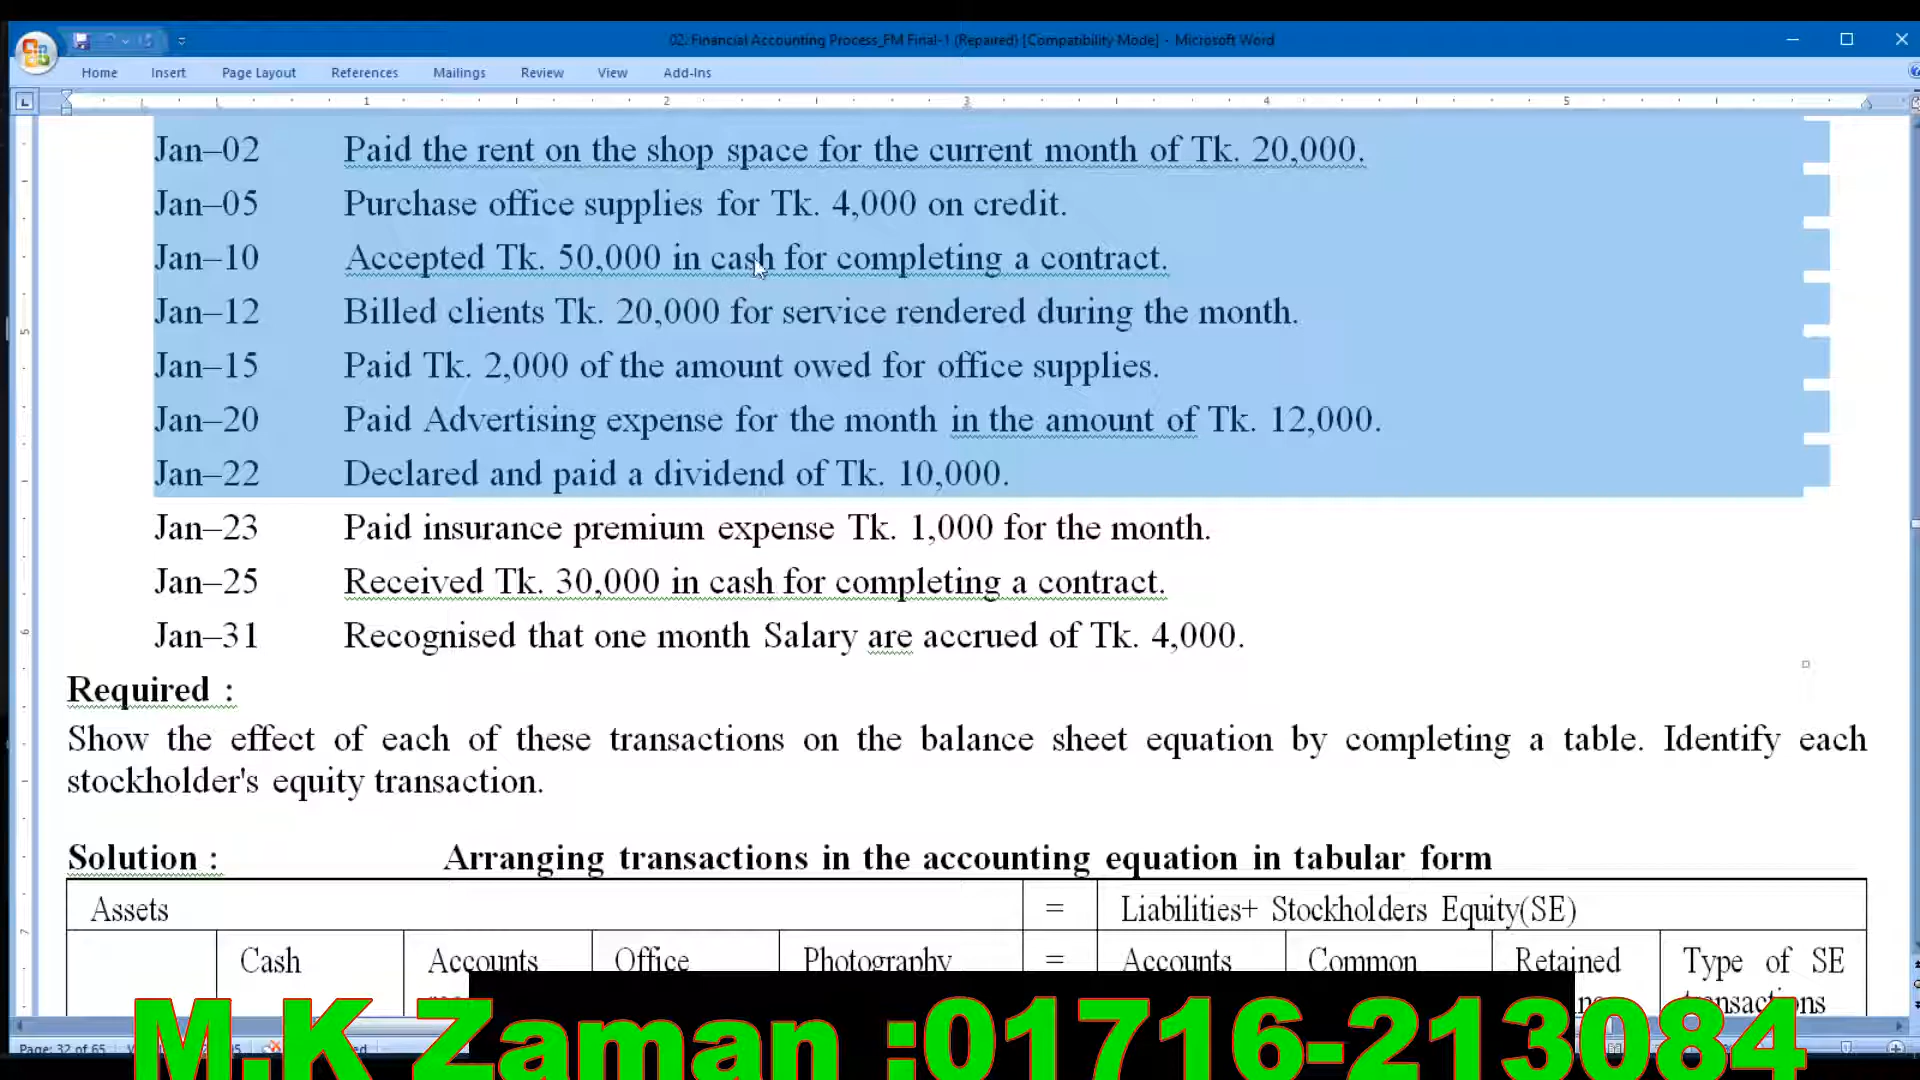 02. Financial Accounting Process_FM Final-1 (Repaired) [Compatibility Mode] - Microsoft Word
Home Insert Page Layout References Mailings Review View Add-Ins
1 2 3 4 5
Jan–02 Paid the rent on the shop space for the current month of Tk. 20,000.
Jan–05 Purchase office supplies for Tk. 4,000 on credit.
Jan–10 Accepted Tk. 50,000 in cash for completing a contract.
Jan–12 Billed clients Tk. 20,000 for service rendered during the month.
Jan–15 Paid Tk. 2,000 of the amount owed for office supplies.
Jan–20 Paid Advertising expense for the month in the amount of Tk. 12,000.
Jan–22 Declared and paid a dividend of Tk. 10,000.
Jan–23 Paid insurance premium expense Tk. 1,000 for the month.
Jan–25 Received Tk. 30,000 in cash for completing a contract.
Jan–31 Recognised that one month Salary are accrued of Tk. 4,000.
Required :
Show the effect of each of these transactions on the balance sheet equation by completing a table. Identify each
stockholder's equity transaction.
Solution : Arranging transactions in the accounting equation in tabular form
Assets = Liabilities+ Stockholders Equity(SE)
Cash Accounts Office Photography = Accounts Common Retained Type of SE
transactions
M.K Zaman :01716-213084
Page: 32 of 65